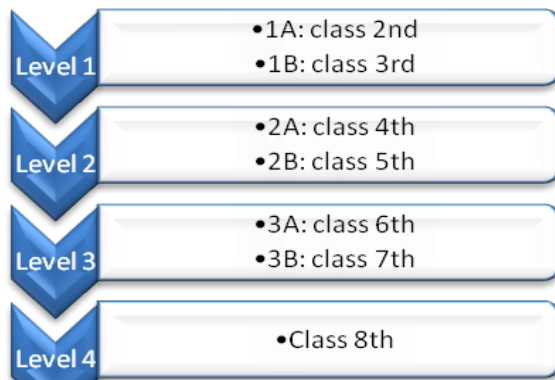 Level 1
•1A: class 2nd
•1B: class 3rd
Level 2
•2A: class 4th
•2B: class 5th
Level 3
•3A: class 6th
•3B: class 7th
Level 4
•Class 8th